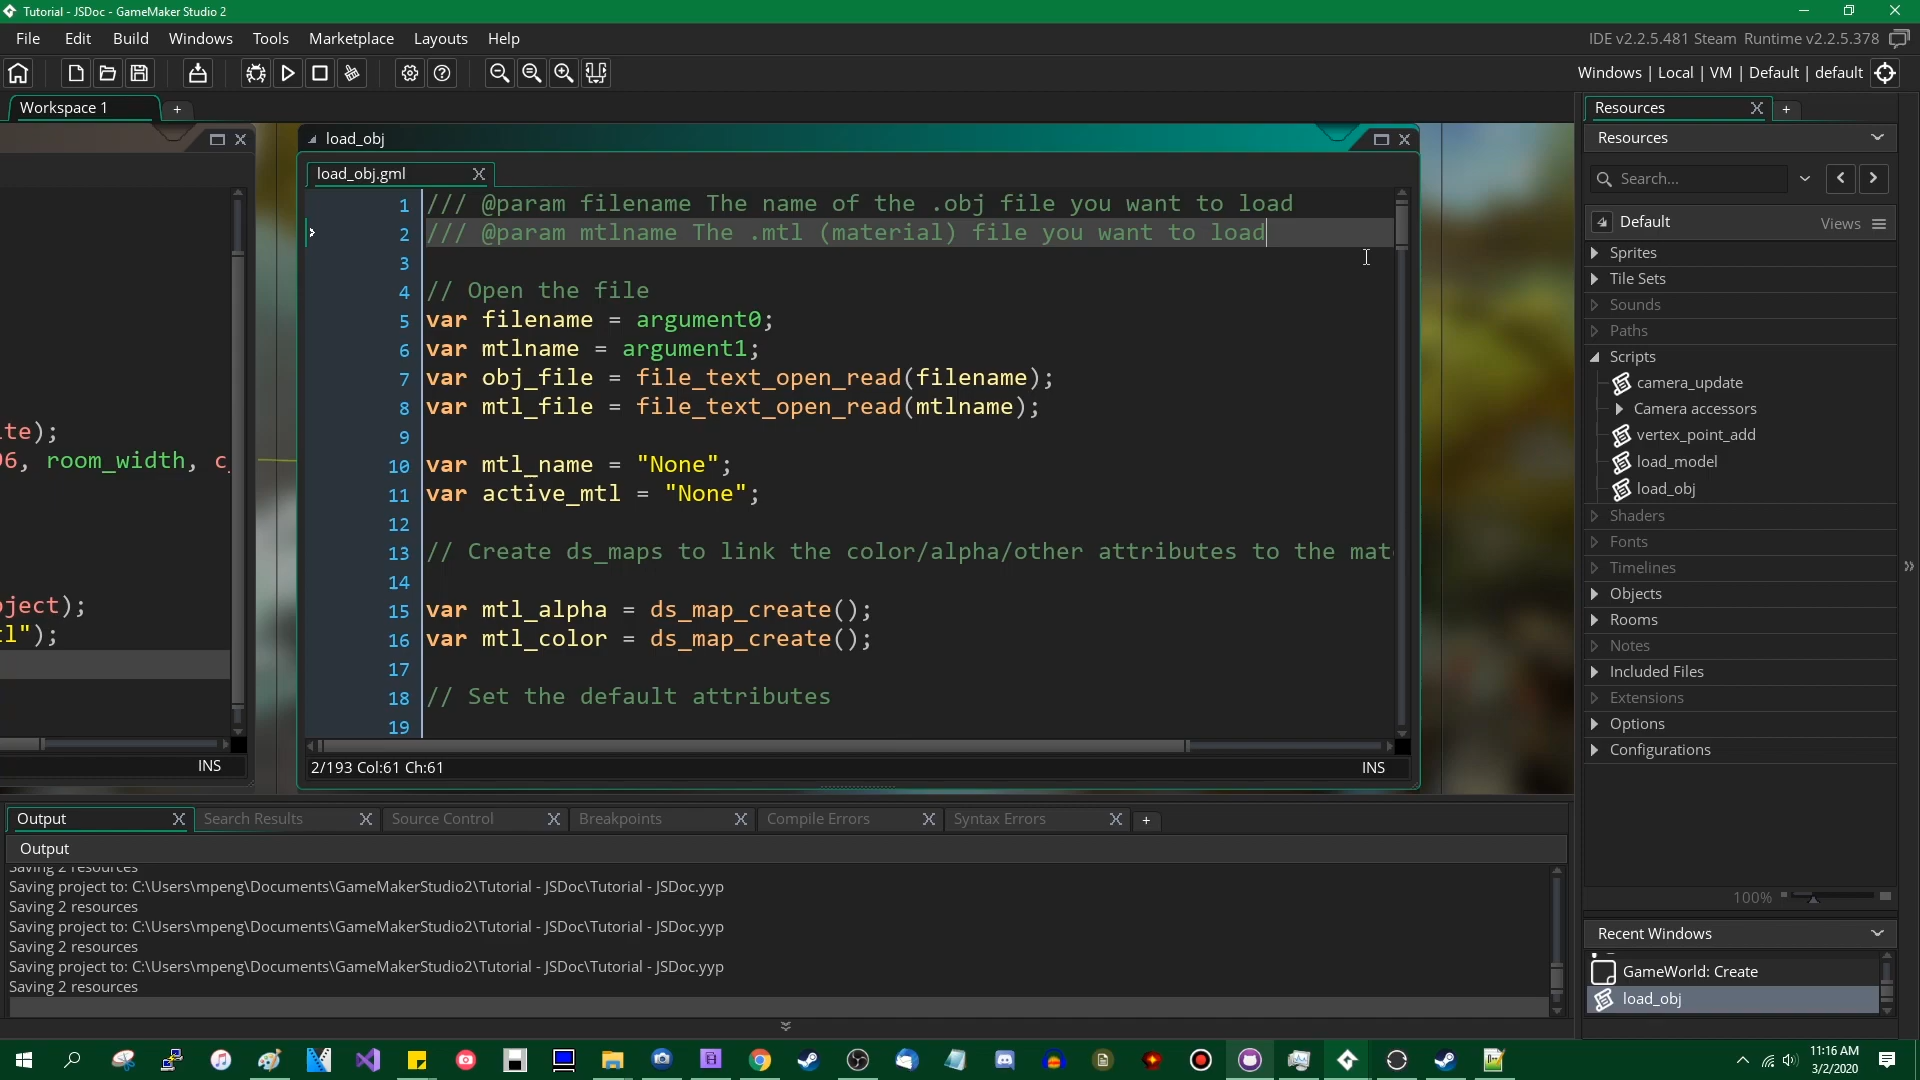 Tutorial - JSDoc - GameMaker Studio 2
File Edit Build Windows Tools Marketplace Layouts Help
IDE v2.2.5.481 Steam Runtime v2.2.5.378
Windows | Local | VM | Default | default
Workspace 1 +
load_obj
load_obj.gml
1 /// @param filename The name of the .obj file you want to load
2 /// @param mtlname The .mtl (material) file you want to load
3
4 // Open the file
5 var filename = argument0;
6 var mtlname = argument1;
7 var obj_file = file_text_open_read(filename);
8 var mtl_file = file_text_open_read(mtlname);
9
10 var mtl_name = "None";
11 var active_mtl = "None";
12
13 // Create ds_maps to link the color/alpha/other attributes to the mat
14
15 var mtl_alpha = ds_map_create();
16 var mtl_color = ds_map_create();
17
18 // Set the default attributes
19
2/193 Col:61 Ch:61
INS
te);
96, room_width, c_
ject);
tl");
INS
Resources
+
Resources
Search...
Default
Views
Sprites
Tile Sets
Sounds
Paths
Scripts
camera_update
Camera accessors
vertex_point_add
load_model
load_obj
Shaders
Fonts
Timelines
Objects
Rooms
Notes
Included Files
Extensions
Options
Configurations
100%
Recent Windows
GameWorld: Create
load_obj
Output Search Results Source Control Breakpoints Compile Errors Syntax Errors +
Output
Saving 2 resources
Saving project to: C:\Users\mpeng\Documents\GameMakerStudio2\Tutorial - JSDoc\Tutorial - JSDoc.yyp
Saving 2 resources
Saving project to: C:\Users\mpeng\Documents\GameMakerStudio2\Tutorial - JSDoc\Tutorial - JSDoc.yyp
Saving 2 resources
Saving project to: C:\Users\mpeng\Documents\GameMakerStudio2\Tutorial - JSDoc\Tutorial - JSDoc.yyp
Saving 2 resources
11:16 AM
3/2/2020